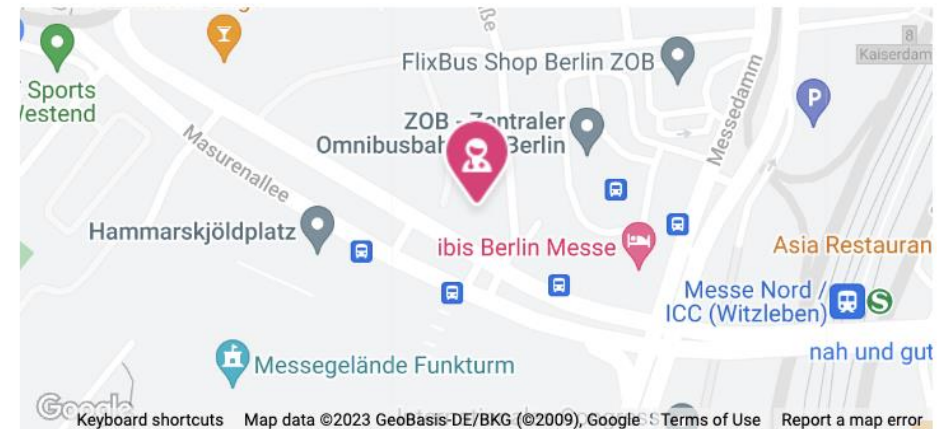 8
Kaiserdam
FlixBus Shop Berlin ZOB
Sports
Messedamm
P
ZOB - Zentraler
Berlin
Masurenallee
Hammarskjöldplatz
ibis Berlin Messe
Asia Restauran
Messe Nord /
ICC (Witzleben)
S
nah und gut
Messegelände Funkturm
Google
Keyboard shortcuts
Map data ©2023 GeoBasis-DE/BKG (©2009), Google
Terms of Use
Report a map error